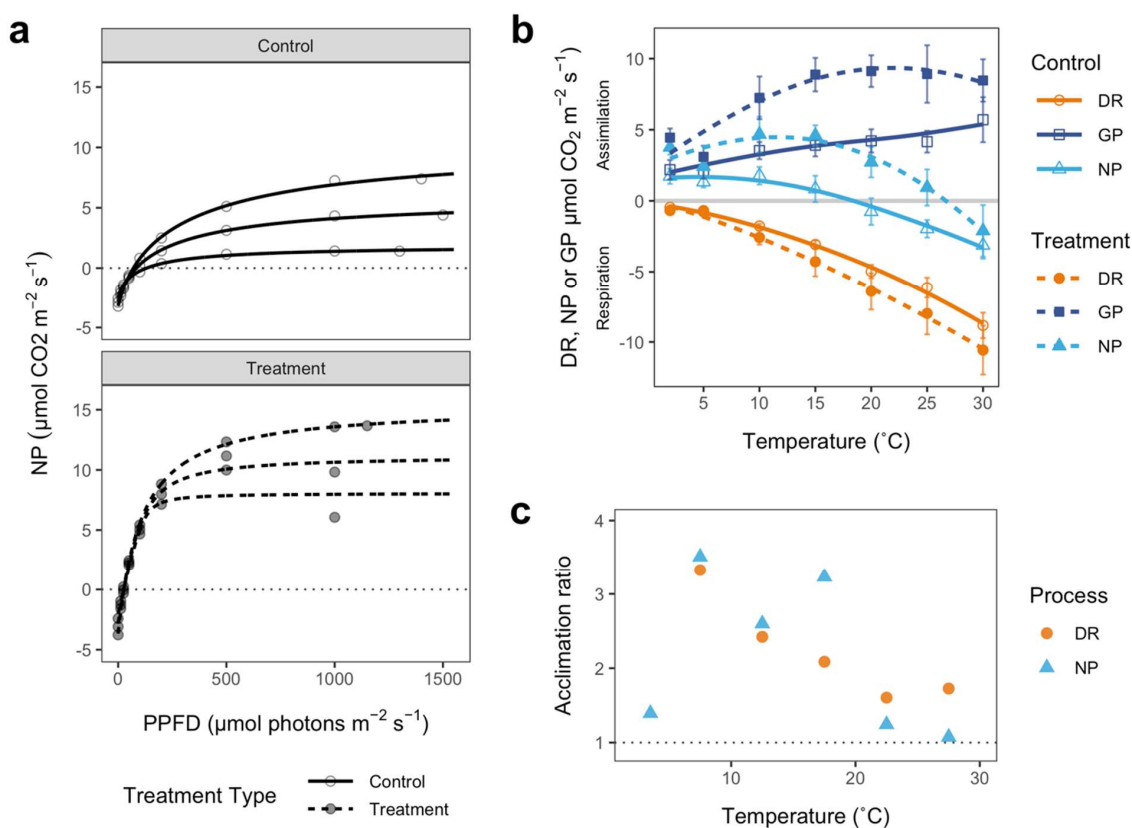 a
Control
15
10
5
0
-5
Treatment
15
10
5
0
-5
0 500 1000 1500
NP (µmol CO2 m⁻² s⁻¹)
PPFD (µmol photons m⁻² s⁻¹)
Treatment Type
Control
Treatment
b
DR, NP or GP µmol CO₂ m⁻² s⁻¹
Assimilation
Respiration
10
5
0
-5
-10
5 10 15 20 25 30
Temperature (˚C)
Control
DR
GP
NP
Treatment
DR
GP
NP
c
Acclimation ratio
4
3
2
1
10 20 30
Temperature (˚C)
Process
DR
NP